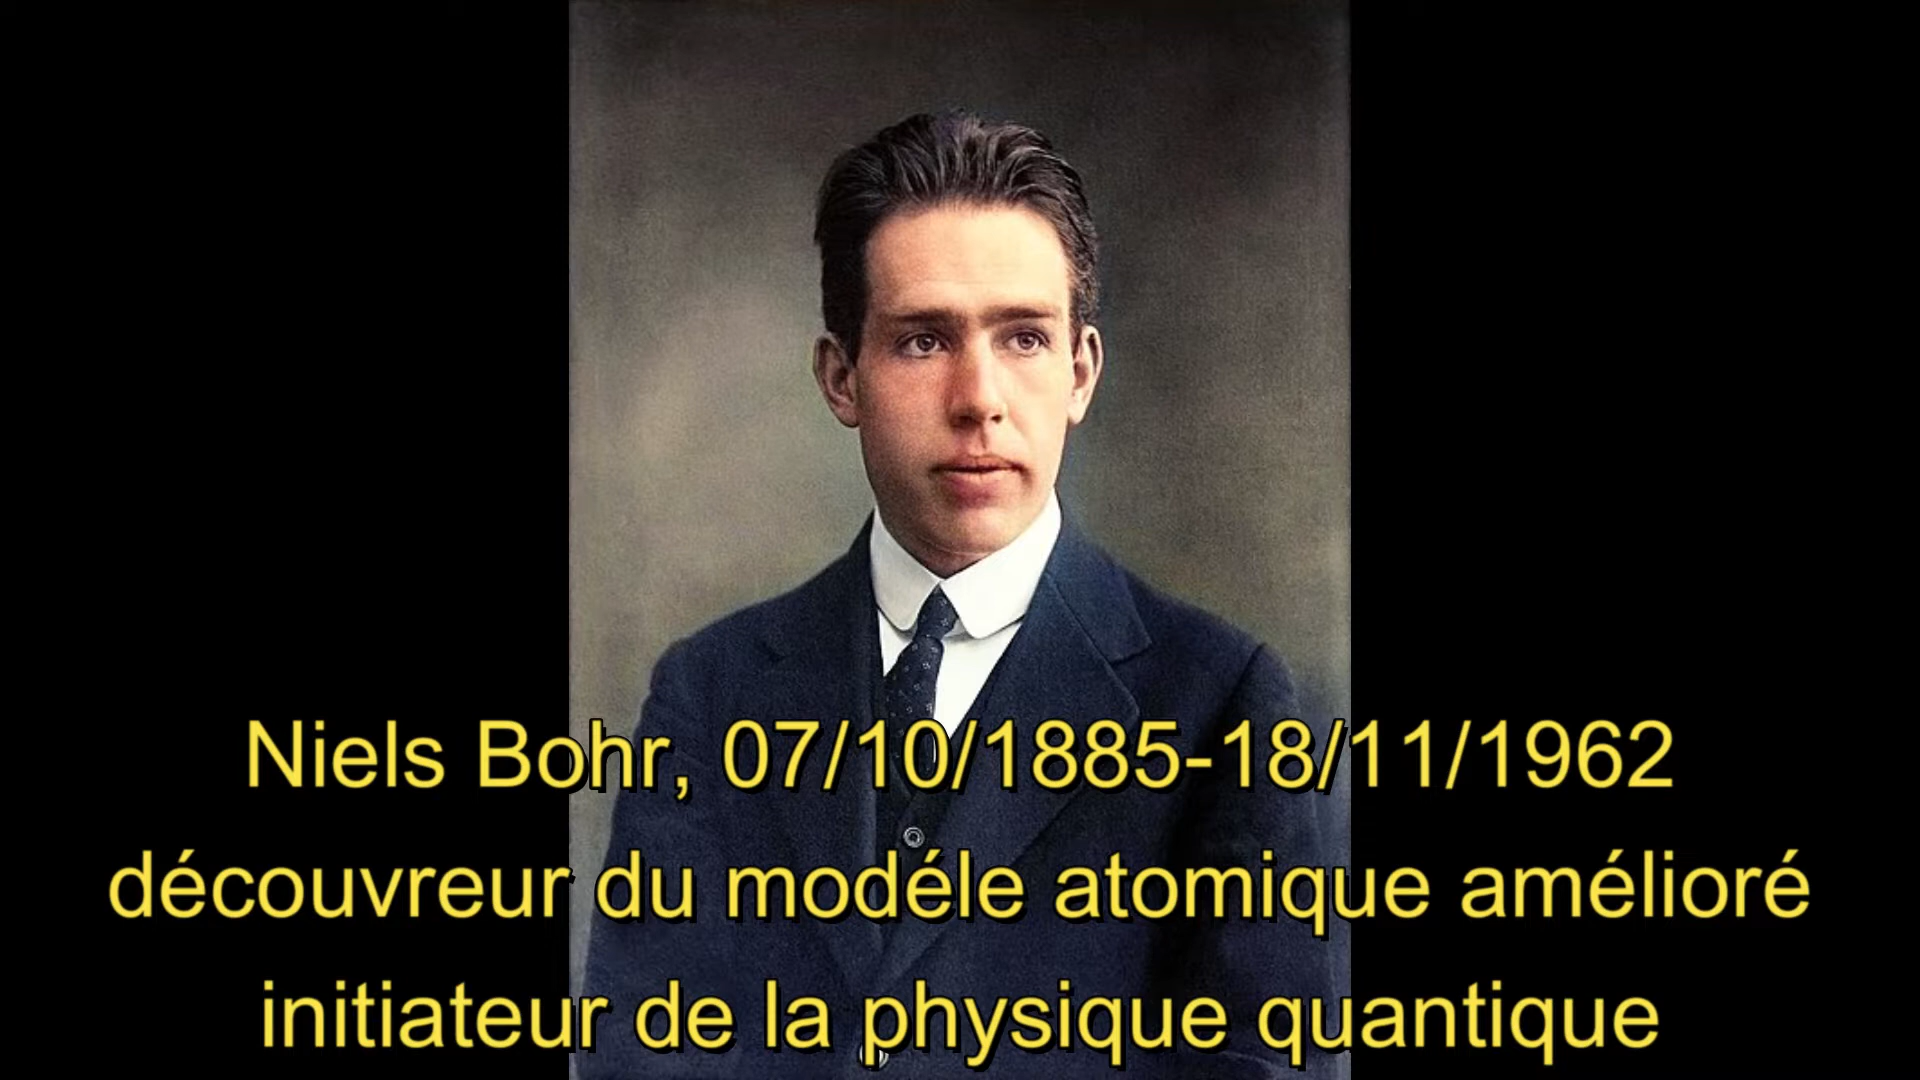 Niels Bohr, 07/10/1885-18/11/1962
découvreur du modéle atomique amélioré
initiateur de la physique quantique